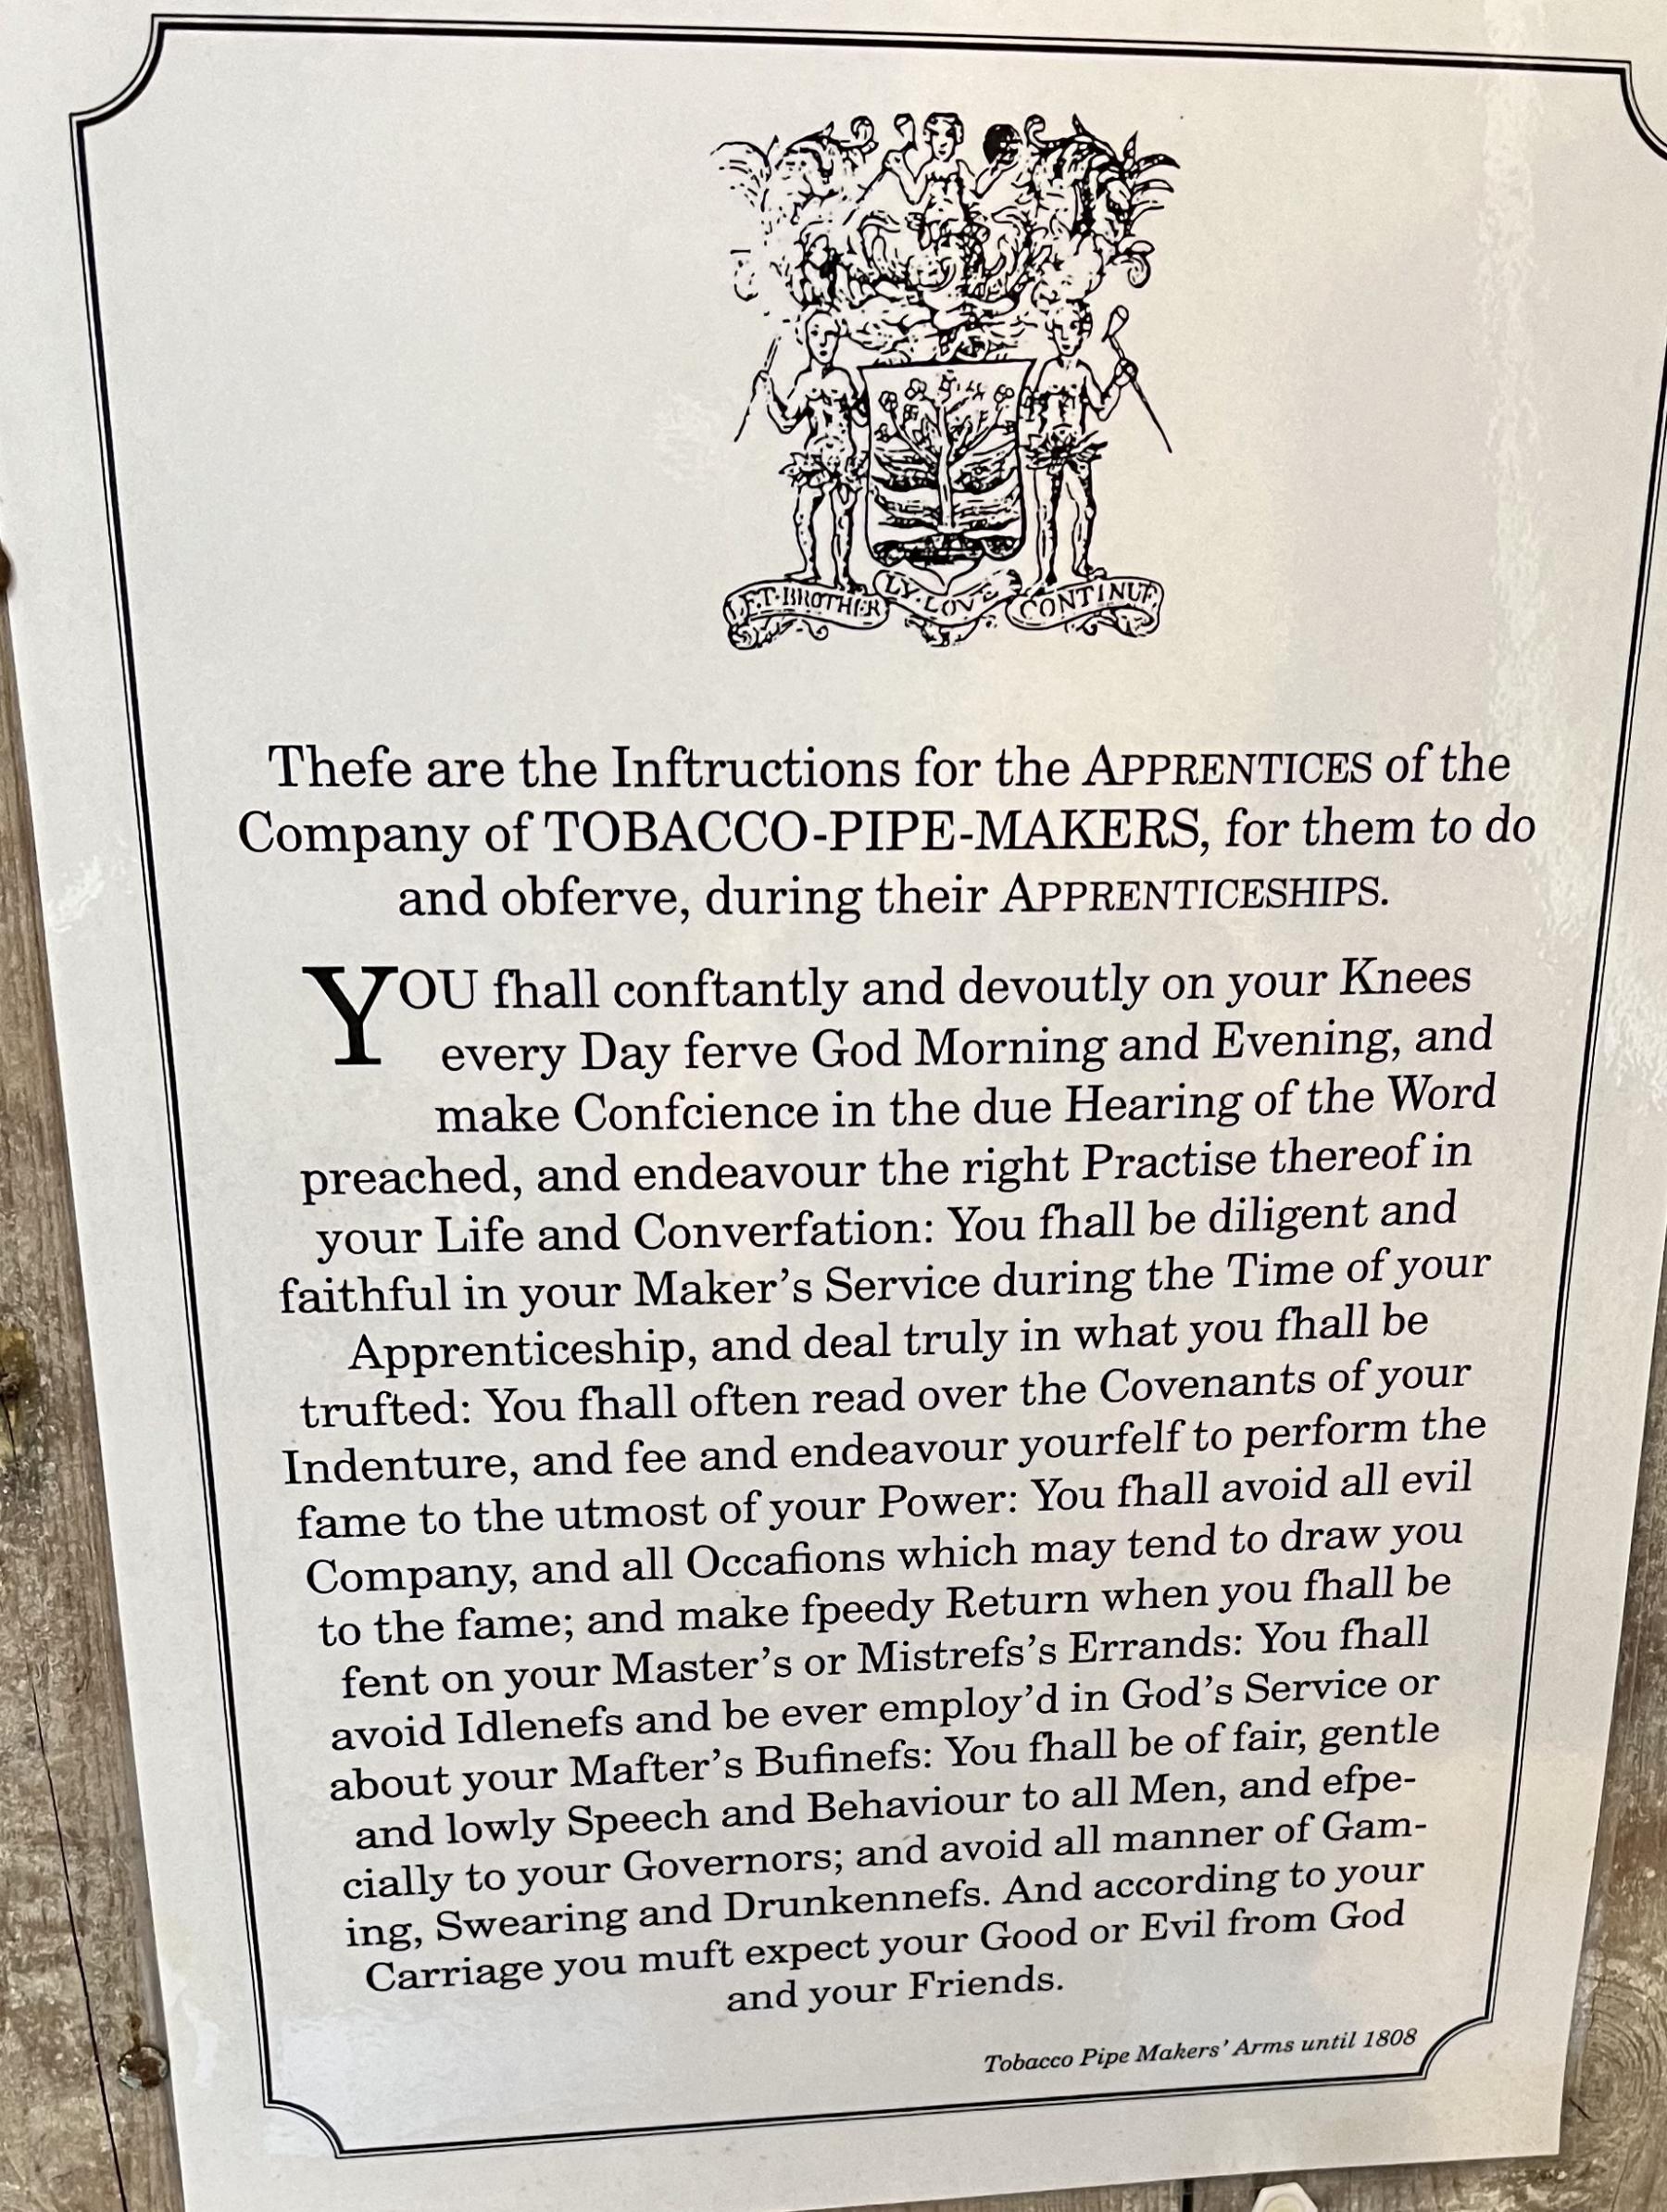 LET·BROTHER LY·LOVE CONTINUE
Thefe are the Inftructions for the APPRENTICES of the
Company of TOBACCO-PIPE-MAKERS, for them to do
and obferve, during their APPRENTICESHIPS.
YOU fhall conftantly and devoutly on your Knees
every Day ferve God Morning and Evening, and
make Confcience in the due Hearing of the Word
preached, and endeavour the right Practise thereof in
your Life and Converfation: You fhall be diligent and
faithful in your Maker's Service during the Time of your
Apprenticeship, and deal truly in what you fhall be
trufted: You fhall often read over the Covenants of your
Indenture, and fee and endeavour yourfelf to perform the
fame to the utmost of your Power: You fhall avoid all evil
Company, and all Occafions which may tend to draw you
to the fame; and make fpeedy Return when you fhall be
fent on your Master's or Mistrefs's Errands: You fhall
avoid Idlenefs and be ever employ'd in God's Service or
about your Mafter's Bufinefs: You fhall be of fair, gentle
and lowly Speech and Behaviour to all Men, and efpe-
cially to your Governors; and avoid all manner of Gam-
ing, Swearing and Drunkennefs. And according to your
Carriage you muft expect your Good or Evil from God
and your Friends.
Tobacco Pipe Makers' Arms until 1808